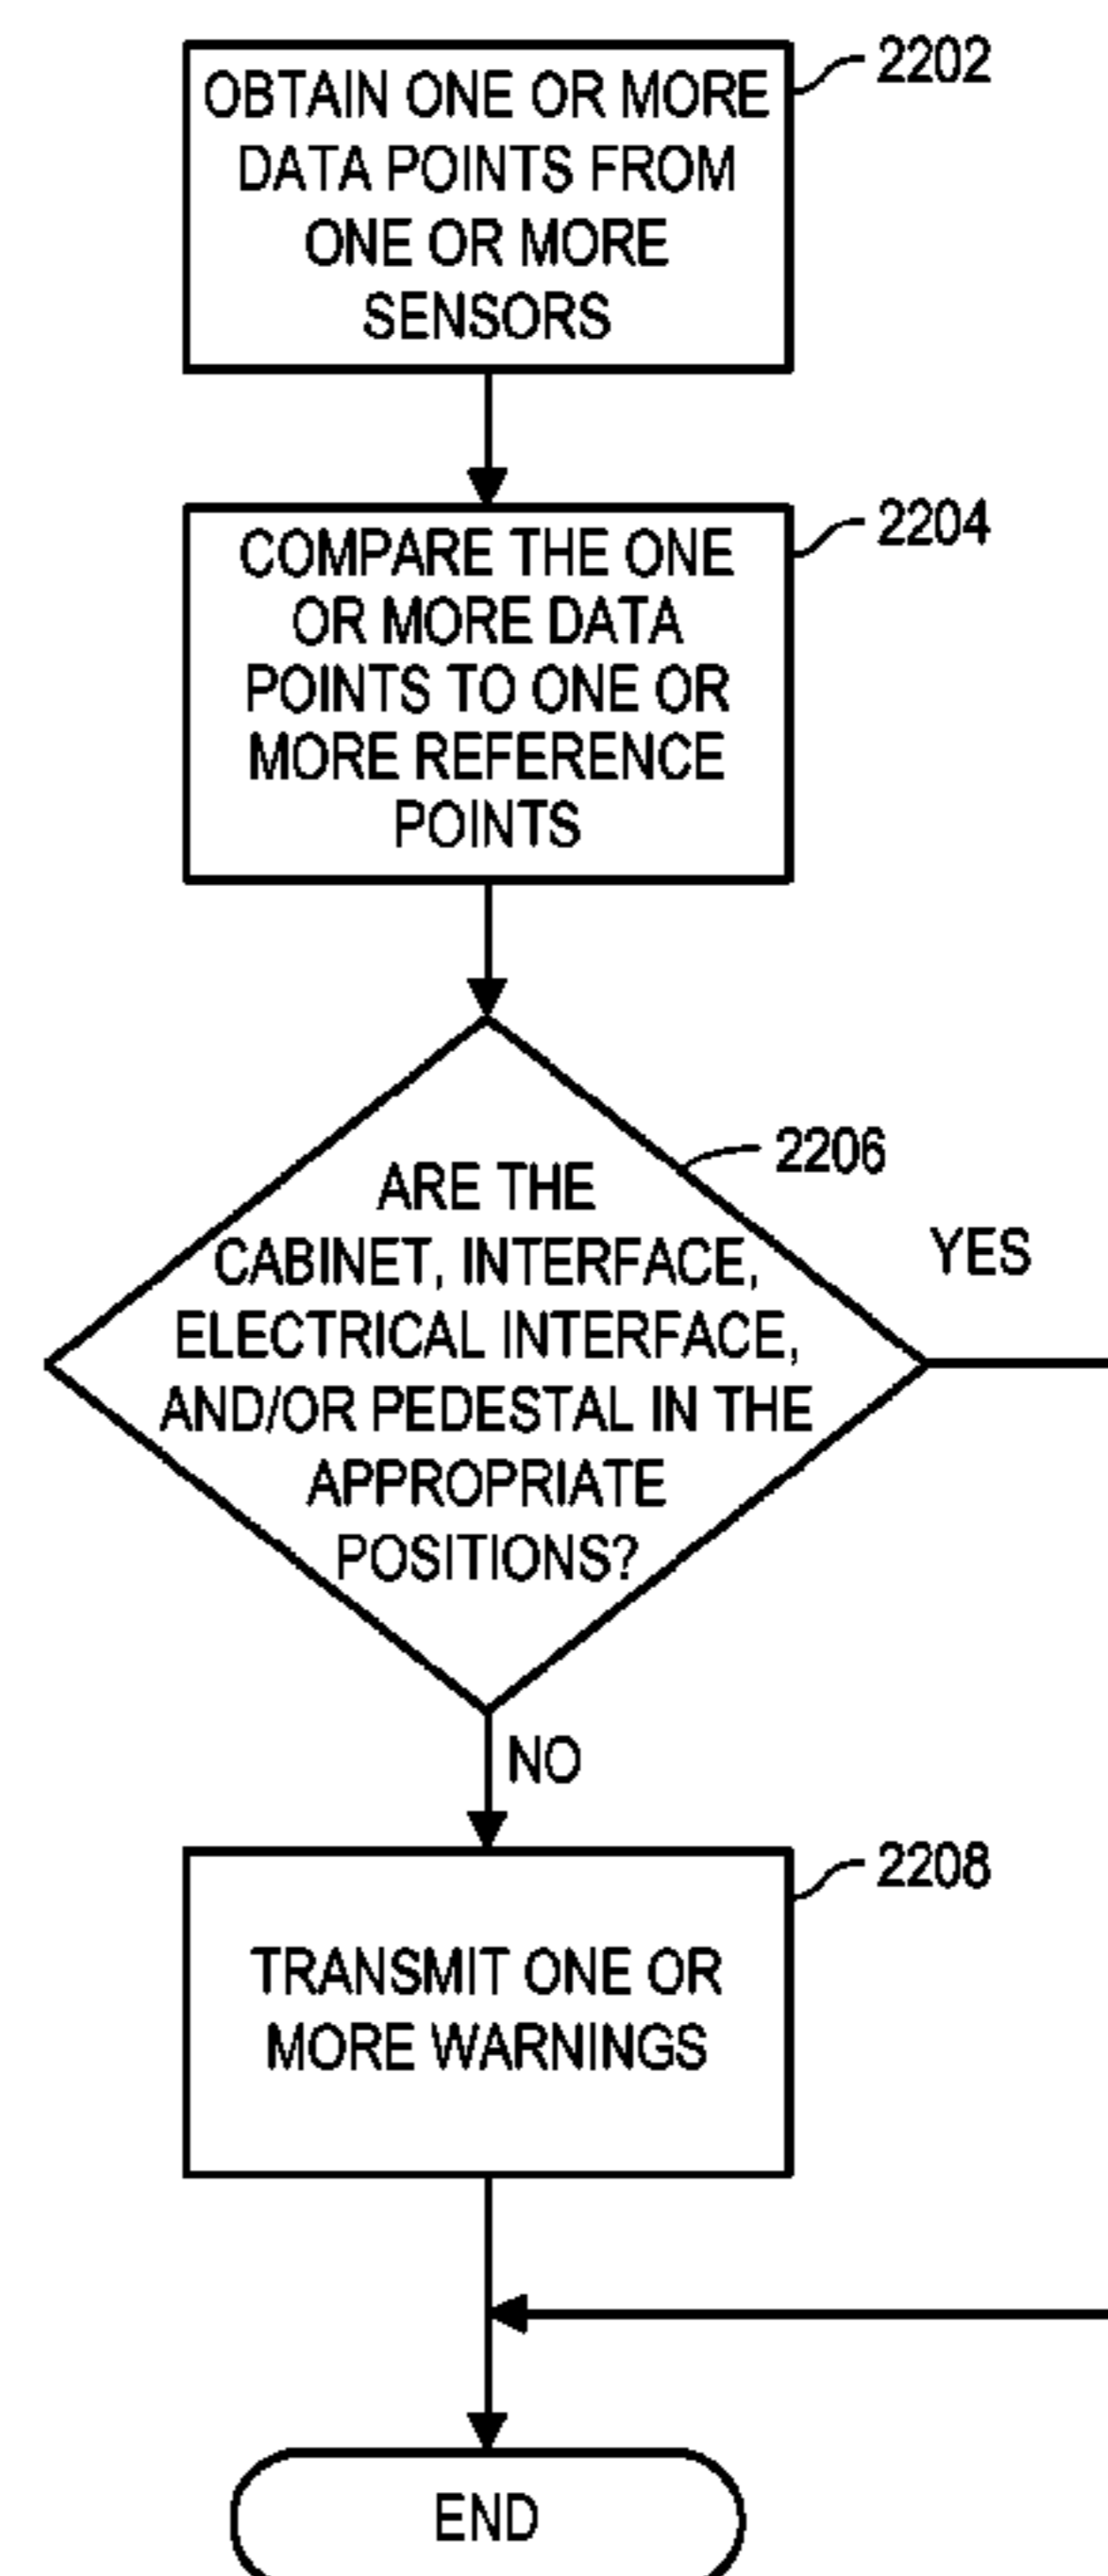 2202
OBTAIN ONE OR MORE
DATA POINTS FROM
ONE OR MORE
SENSORS
2204
COMPARE THE ONE
OR MORE DATA
POINTS TO ONE OR
MORE REFERENCE
POINTS
2206
ARE THE
CABINET, INTERFACE,
ELECTRICAL INTERFACE,
AND/OR PEDESTAL IN THE
APPROPRIATE
POSITIONS?
YES
NO
2208
TRANSMIT ONE OR
MORE WARNINGS
END